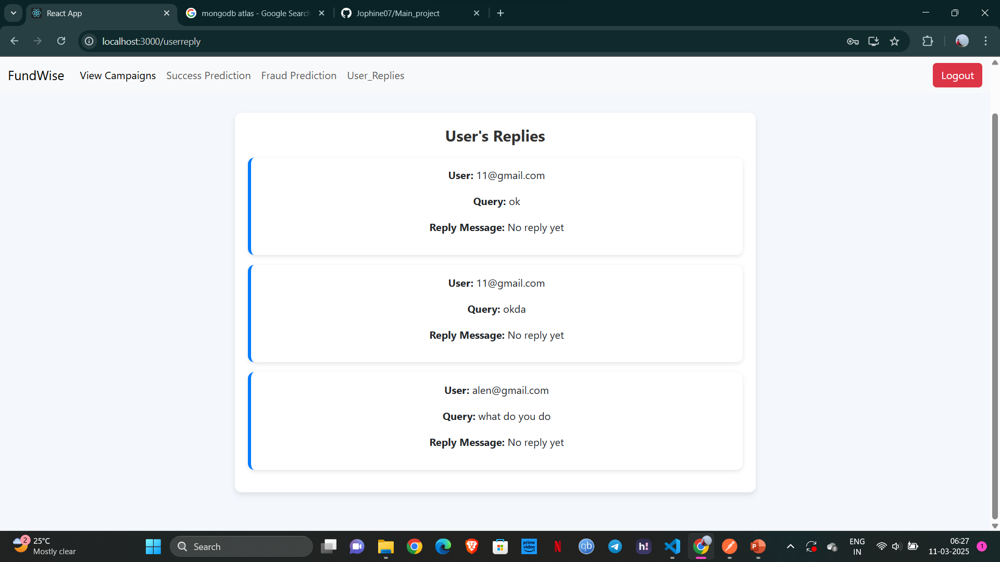 React App
mongodb atlas - Google Search
Jophine07/Main_project
localhost:3000/userreply
FundWise
View Campaigns
Success Prediction
Fraud Prediction
User_Replies
Logout
User's Replies
User: 11@gmail.com
Query: ok
Reply Message: No reply yet
User: 11@gmail.com
Query: okda
Reply Message: No reply yet
User: alen@gmail.com
Query: what do you do
Reply Message: No reply yet
2
25°C
Mostly clear
Search
prime video
N
qb
h!
P
ENG
IN
06:27
11-03-2025
1